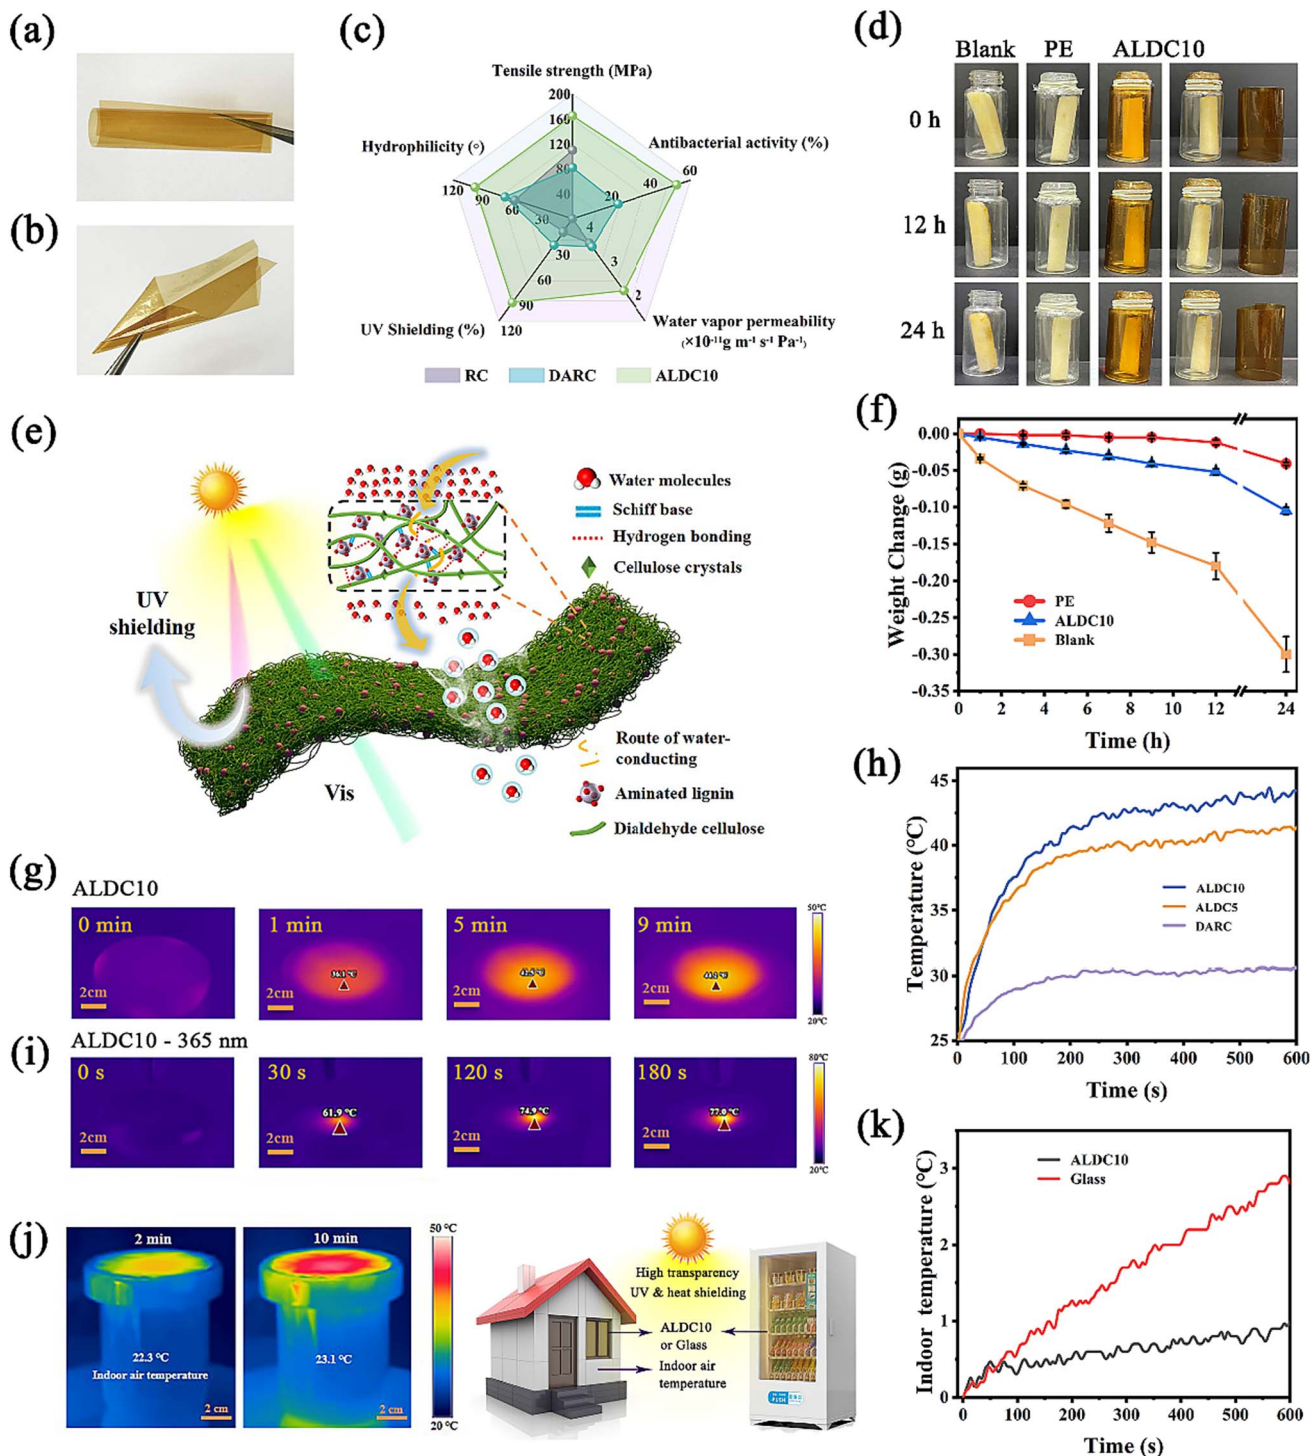 (a)
(b)
(c)
Tensile strength (MPa)
200
160
120
80
40
Hydrophilicity (○)
120
90
60
30
Antibacterial activity (%)
60
40
20
4
3
2
30
60
90
120
UV Shielding (%)
Water vapor permeability
(×10⁻¹¹g m⁻¹ s⁻¹ Pa⁻¹)
RC
DARC
ALDC10
(d)
Blank
PE
ALDC10
0 h
12 h
24 h
(e)
UV
shielding
Vis
Water molecules
Schiff base
Hydrogen bonding
Cellulose crystals
Route of water-
conducting
Aminated lignin
Dialdehyde cellulose
(f)
Weight Change (g)
0.00
-0.05
-0.10
-0.15
-0.20
-0.25
-0.30
-0.35
PE
ALDC10
Blank
0 2 4 6 8 10 12 24
Time (h)
(g)
ALDC10
0 min
1 min
5 min
9 min
2cm
2cm
2cm
2cm
50℃
20℃
(h)
Temperature (℃)
45
40
35
30
25
ALDC10
ALDC5
DARC
0 100 200 300 400 500 600
Time (s)
(i)
ALDC10 - 365 nm
0 s
30 s
120 s
180 s
61.9 ℃
74.9 ℃
77.0 ℃
2cm
2cm
2cm
2cm
80℃
20℃
(j)
2 min
22.3 ℃
Indoor air temperature
2 cm
10 min
23.1 ℃
2 cm
50 ℃
20 ℃
High transparency
UV & heat shielding
ALDC10
or Glass
Indoor air
temperature
(k)
Indoor temperature (℃)
3
2
1
0
ALDC10
Glass
0 100 200 300 400 500 600
Time (s)